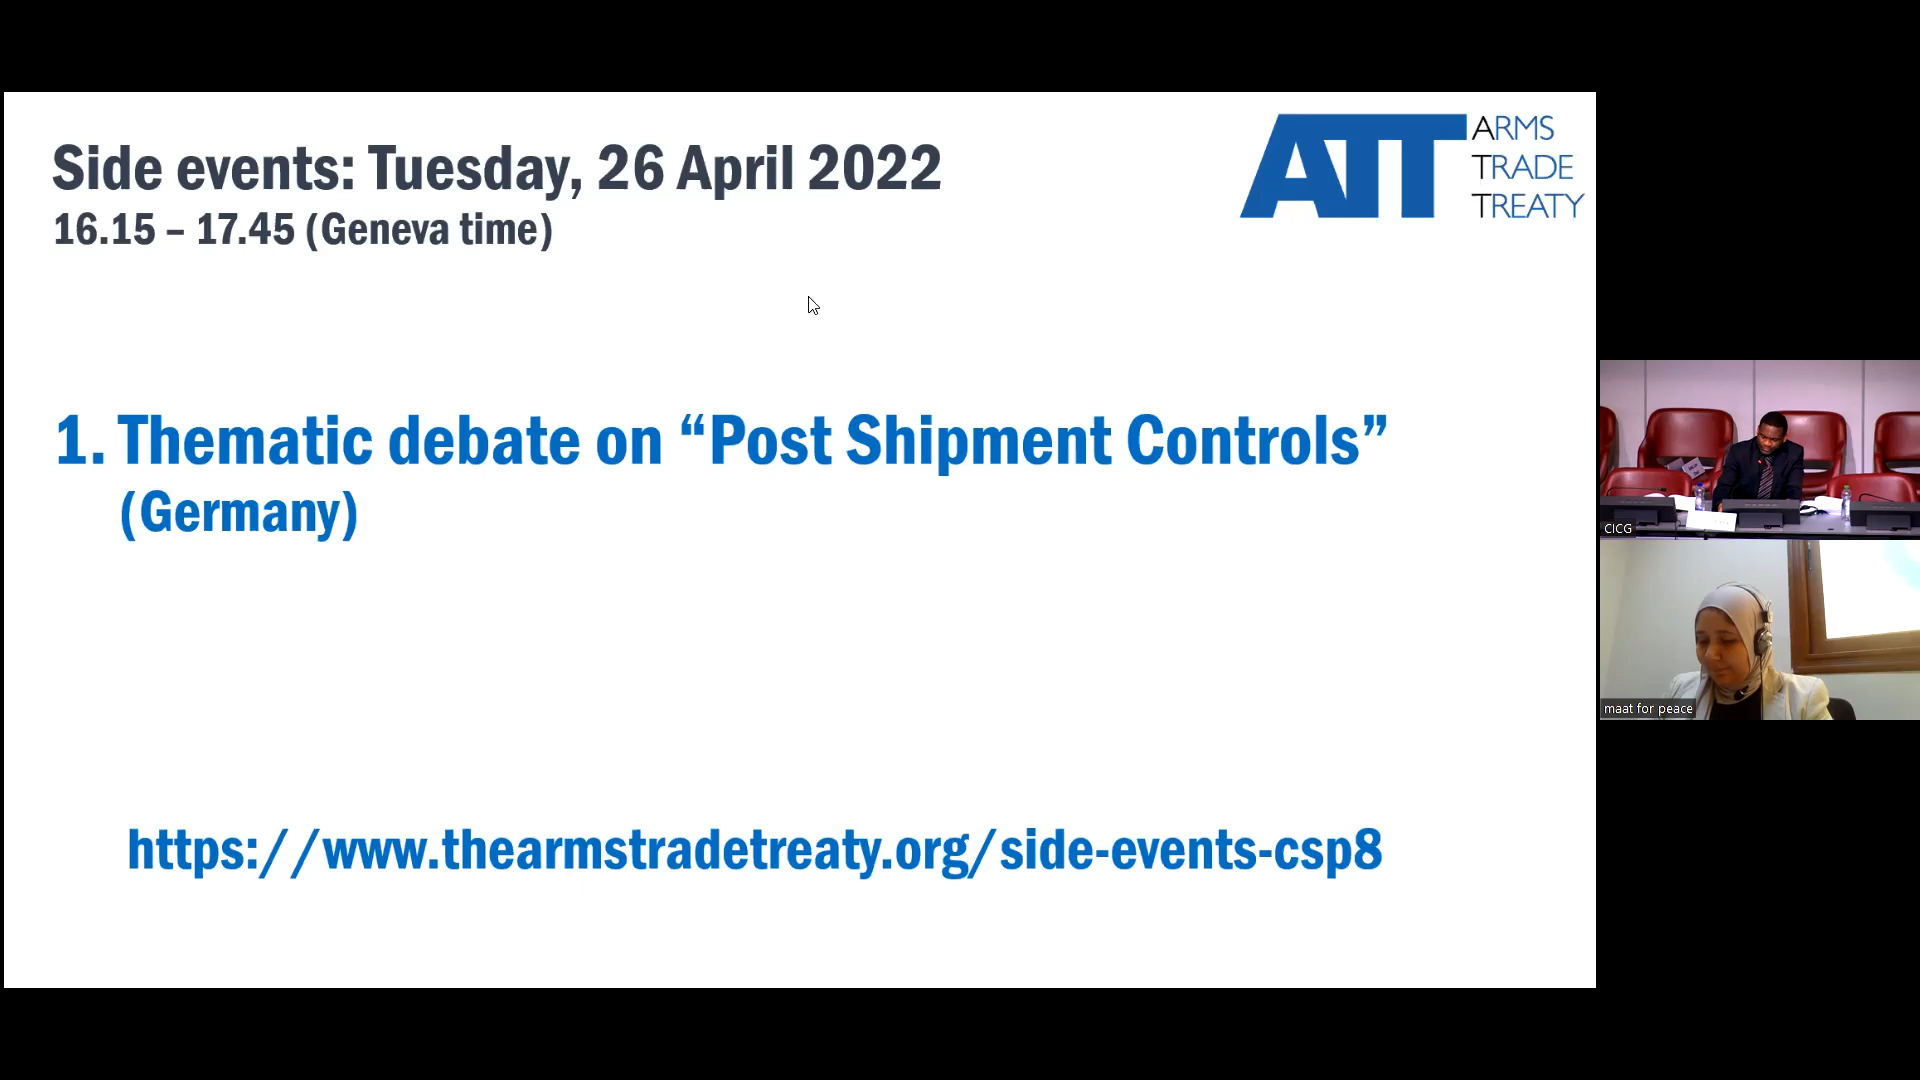 Side events: Tuesday, 26 April 2022
16.15 – 17.45 (Geneva time)
ATT
ARMS
TRADE
TREATY
1. Thematic debate on “Post Shipment Controls”
(Germany)
https://www.thearmstradetreaty.org/side-events-csp8
CICG
maat for peace